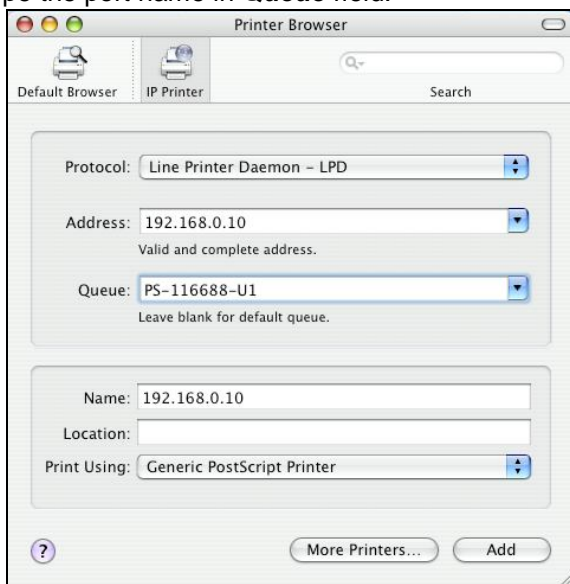 the port name in Queue field.
Printer Browser
Default Browser
IP Printer
Search
Protocol: Line Printer Daemon – LPD
Address: 192.168.0.10
Valid and complete address.
Queue: PS-116688-U1
Leave blank for default queue.
Name: 192.168.0.10
Location:
Print Using: Generic PostScript Printer
?
More Printers...
Add